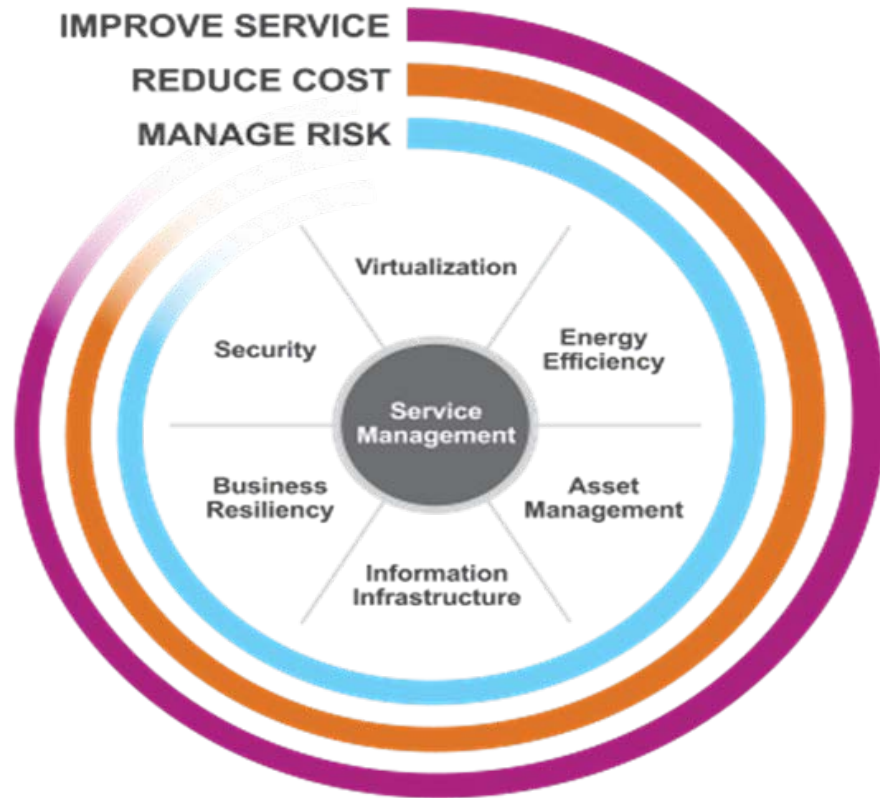 IMPROVE SERVICE
REDUCE COST
MANAGE RISK
Virtualization
Energy
Efficiency
Asset
Management
Information
Infrastructure
Business
Resiliency
Security
Service
Management